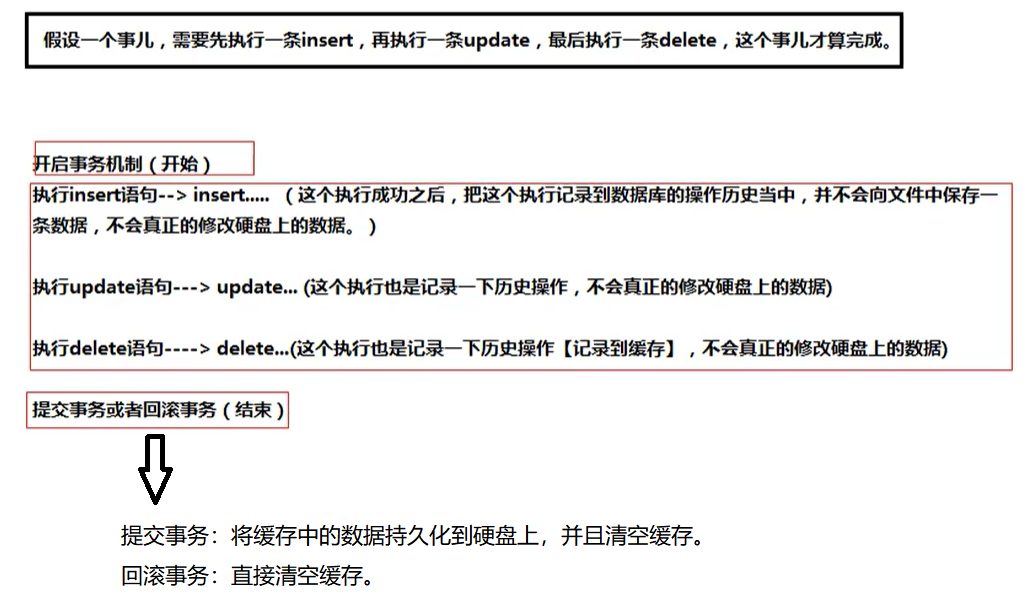 假设一个事儿，需要先执行一条insert，再执行一条update，最后执行一条delete，这个事儿才算完成。
开启事务机制（开始）
执行insert语句--> insert..... （这个执行成功之后，把这个执行记录到数据库的操作历史当中，并不会向文件中保存一
条数据，不会真正的修改硬盘上的数据。）
执行update语句---> update... (这个执行也是记录一下历史操作，不会真正的修改硬盘上的数据)
执行delete语句----> delete...(这个执行也是记录一下历史操作【记录到缓存】，不会真正的修改硬盘上的数据)
提交事务或者回滚事务（结束）
提交事务：将缓存中的数据持久化到硬盘上，并且清空缓存。
回滚事务：直接清空缓存。